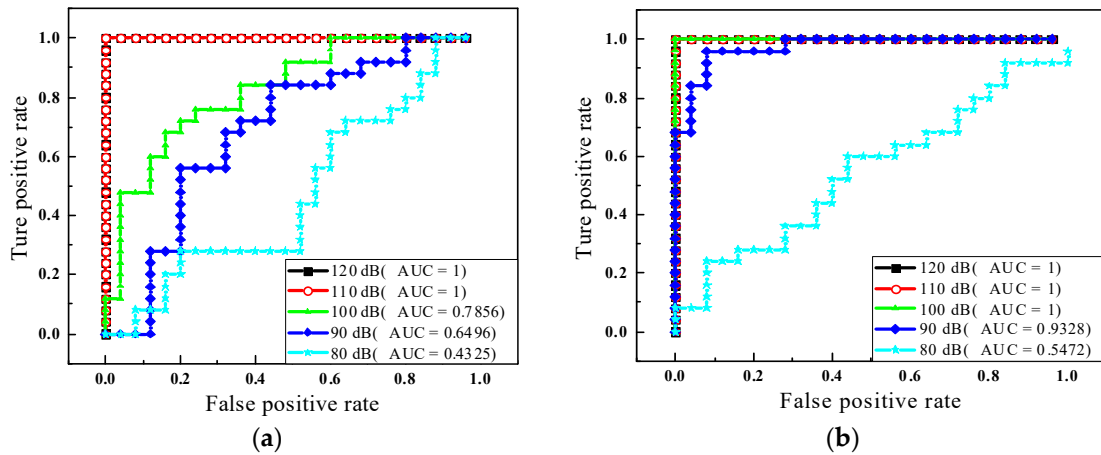 Ture positive rate
1.0
0.8
0.6
0.4
0.2
0.0
120 dB( AUC = 1)
110 dB( AUC = 1)
100 dB( AUC = 0.7856)
90 dB( AUC = 0.6496)
80 dB( AUC = 0.4325)
0.0 0.2 0.4 0.6 0.8 1.0
False positive rate
(a)
Ture positive rate
1.0
0.8
0.6
0.4
0.2
0.0
120 dB( AUC = 1)
110 dB( AUC = 1)
100 dB( AUC = 1)
90 dB( AUC = 0.9328)
80 dB( AUC = 0.5472)
0.0 0.2 0.4 0.6 0.8 1.0
False positive rate
(b)